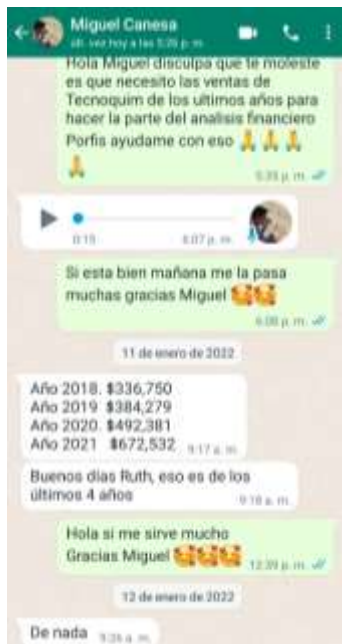 Miguel Canesa
últ. vez hoy a las 5:26 p. m.
Hola Miguel disculpa que te moleste
es que necesito las ventas de
Tecnoquim de los ultimos años para
hacer la parte del analisis financiero
Porfis ayudame con eso 🙏🙏🙏
🙏
5:35 p. m.
0:15
6:07 p. m.
Si esta bien mañana me la pasa
muchas gracias Miguel 🥰🥰
6:08 p. m.
11 de enero de 2022
Año 2018. $336,750
Año 2019 $384,279
Año 2020. $492,381
Año 2021 $672,532
9:17 a. m.
Buenos días Ruth, eso es de los
últimos 4 años
9:18 a. m.
Hola si me sirve mucho
Gracias Miguel 🥰🥰🥰
12:39 p. m.
12 de enero de 2022
De nada
9:26 a. m.